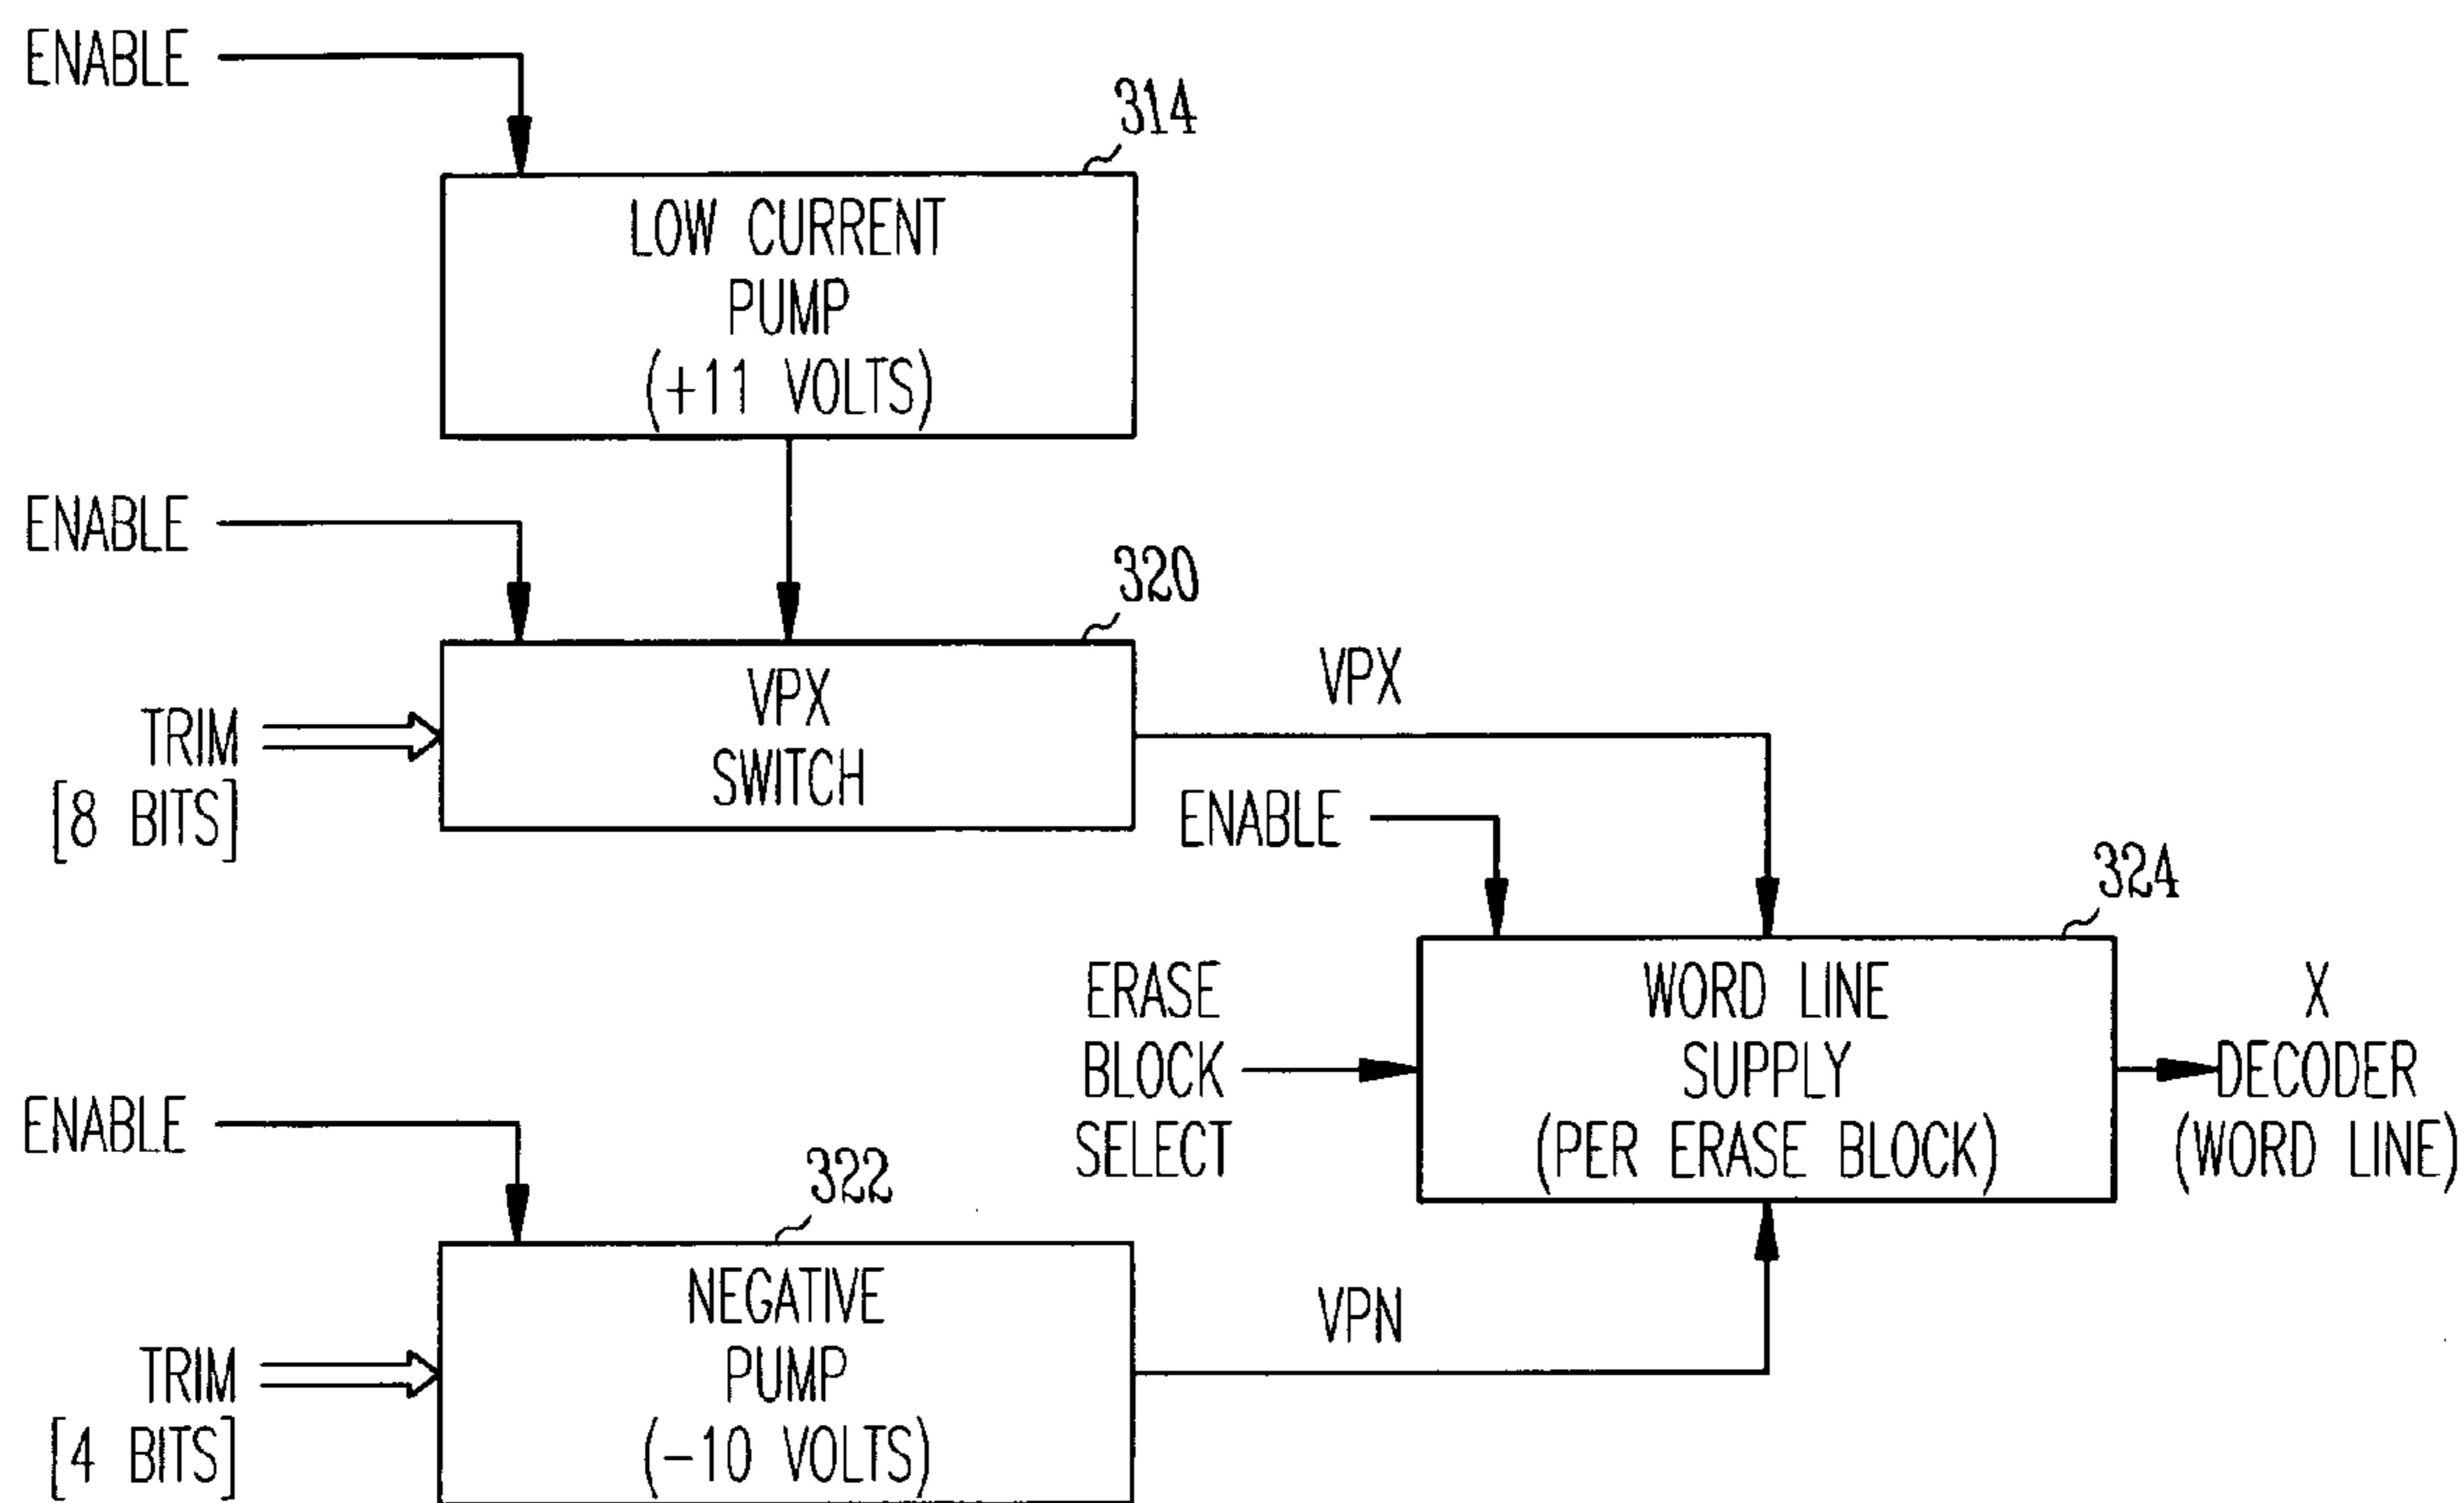 ENABLE
314
LOW CURRENT
PUMP
(+11 VOLTS)
ENABLE
320
VPX
SWITCH
TRIM
[8 BITS]
VPX
ENABLE
324
ERASE
BLOCK
SELECT
WORD LINE
SUPPLY
(PER ERASE BLOCK)
X
DECODER
(WORD LINE)
ENABLE
322
NEGATIVE
PUMP
(-10 VOLTS)
TRIM
[4 BITS]
VPN